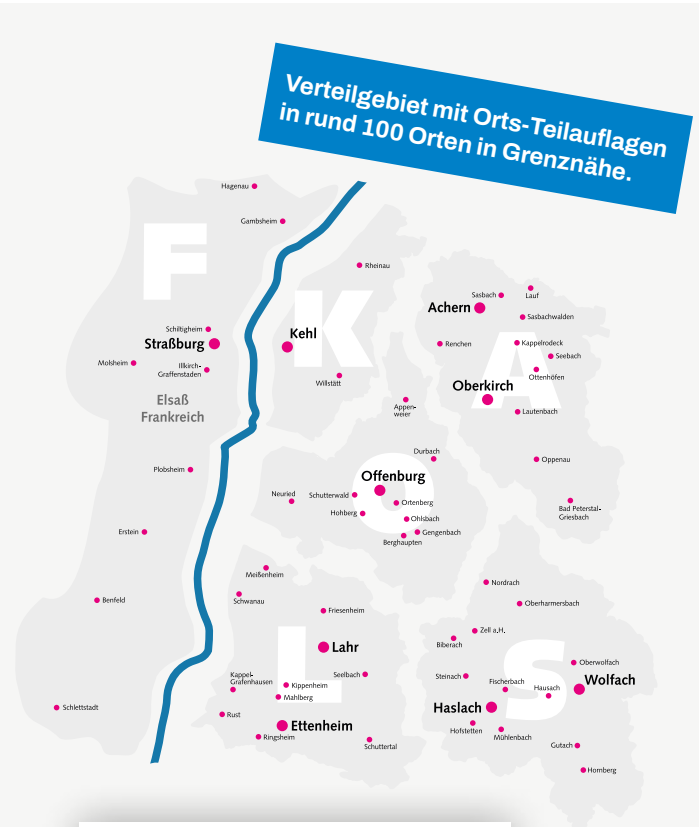 Verteilgebiet mit Orts-Teilauflagen
in rund 100 Orten in Grenznähe.
F
Hagenau
Gambsheim
Schiltigheim
Straßburg
Molsheim
Illkirch-
Graffenstaden
Elsaß
Frankreich
Plobsheim
Erstein
Benfeld
Schlettstadt
K
Rheinau
Kehl
Willstätt
A
Sasbach
Lauf
Achern
Sasbachwalden
Renchen
Kappelrodeck
Seebach
Ottenhöfen
Oberkirch
Lautenbach
Oppenau
Bad Peterstal-
Griesbach
O
Appen-
weier
Durbach
Offenburg
Neuried
Schutterwald
Ortenberg
Hohberg
Ohlsbach
Gengenbach
Berghaupten
L
Meißenheim
Schwanau
Friesenheim
Lahr
Seelbach
Kappel-
Grafenhausen
Kippenheim
Mahlberg
Rust
Ettenheim
Ringsheim
Schuttertal
S
Nordrach
Oberharmersbach
Zell a.H.
Biberach
Oberwolfach
Steinach
Fischerbach
Hausach
Wolfach
Haslach
Hofstetten
Mühlenbach
Gutach
Hornberg